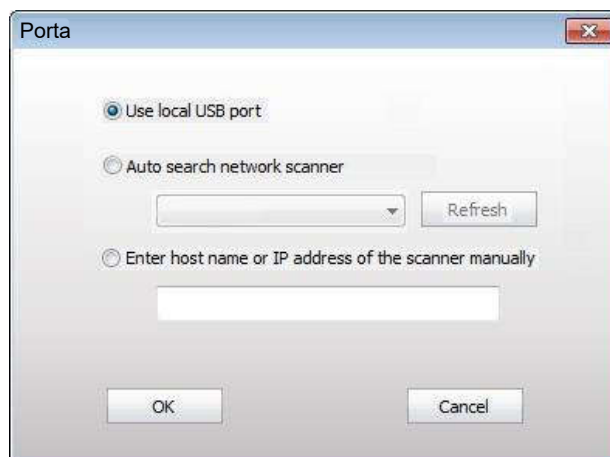 Porta
Use local USB port
Auto search network scanner
Refresh
Enter host name or IP address of the scanner manually
OK
Cancel